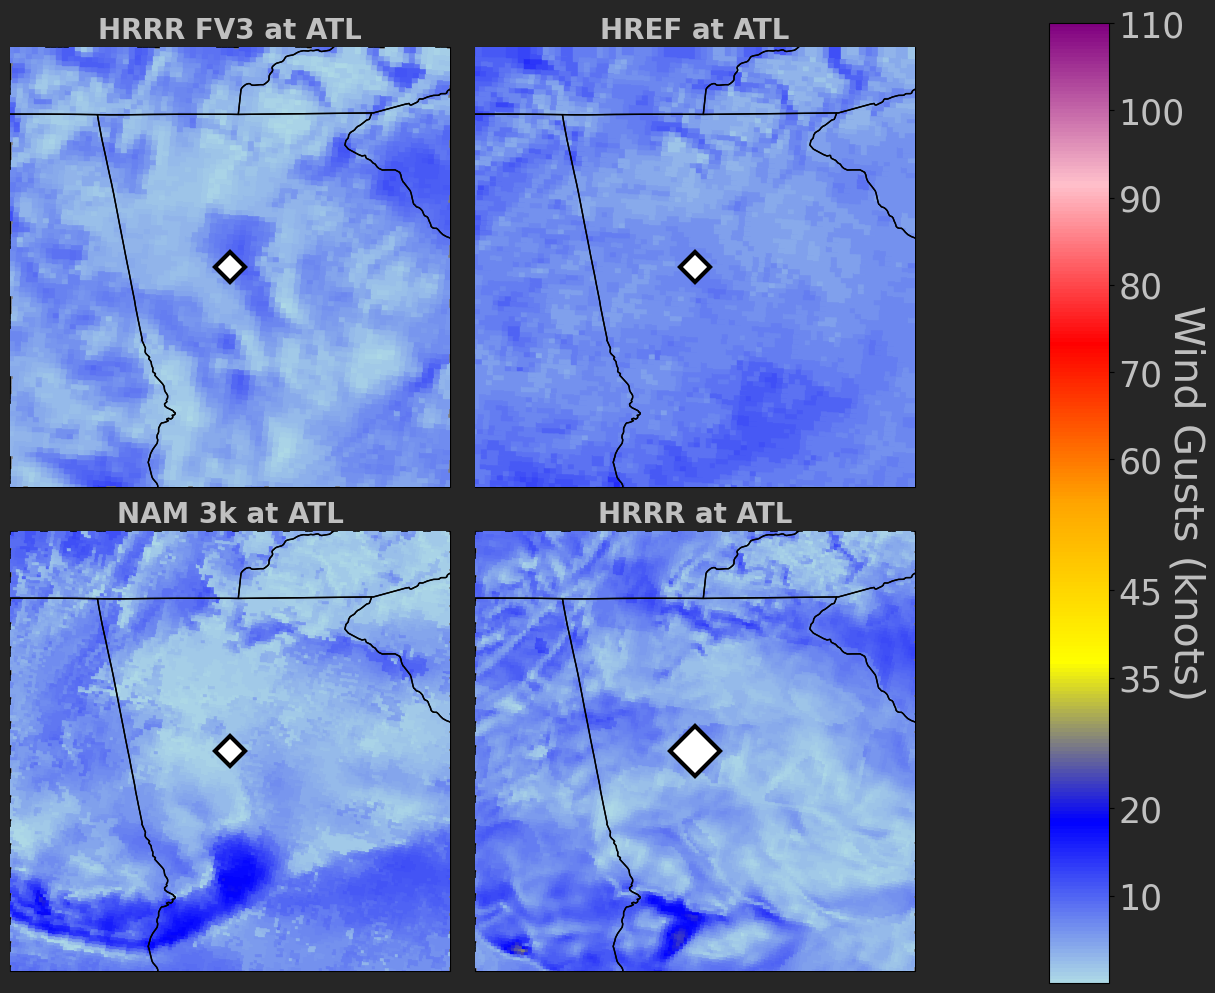 HRRR FV3 at ATL
HREF at ATL
NAM 3k at ATL
HRRR at ATL
110
100
90
80
70
60
45
35
20
10
Wind Gusts (knots)